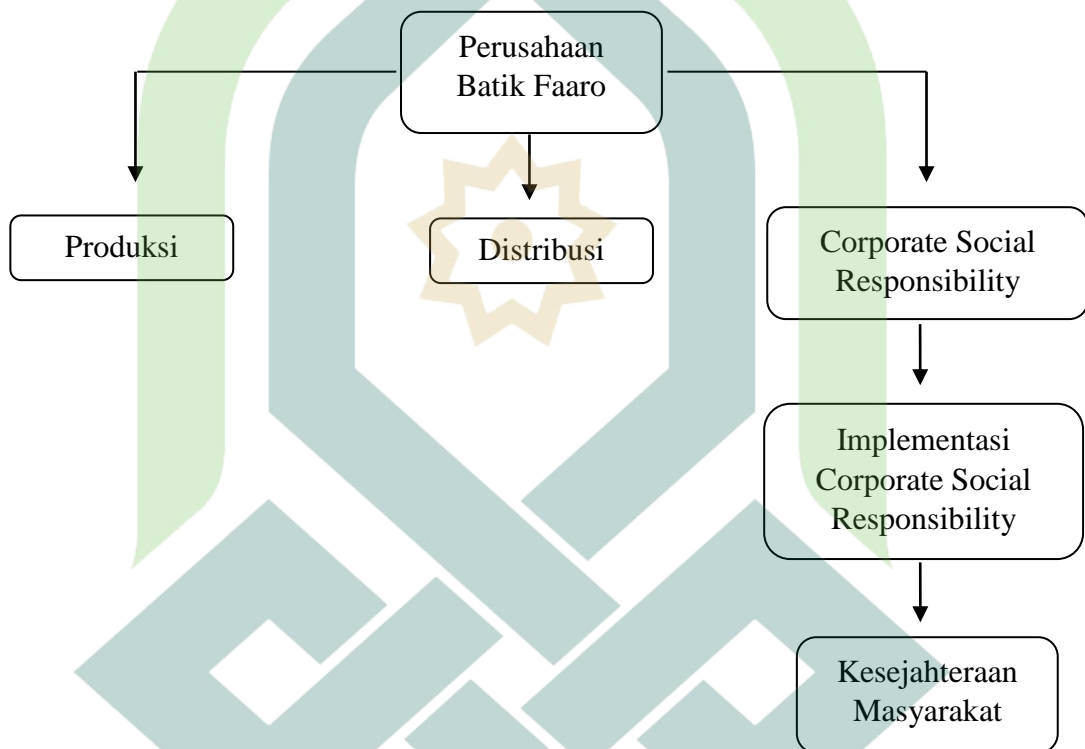 Perusahaan
Batik Faaro
Produksi
Distribusi
Corporate Social
Responsibility
Implementasi
Corporate Social
Responsibility
Kesejahteraan
Masyarakat